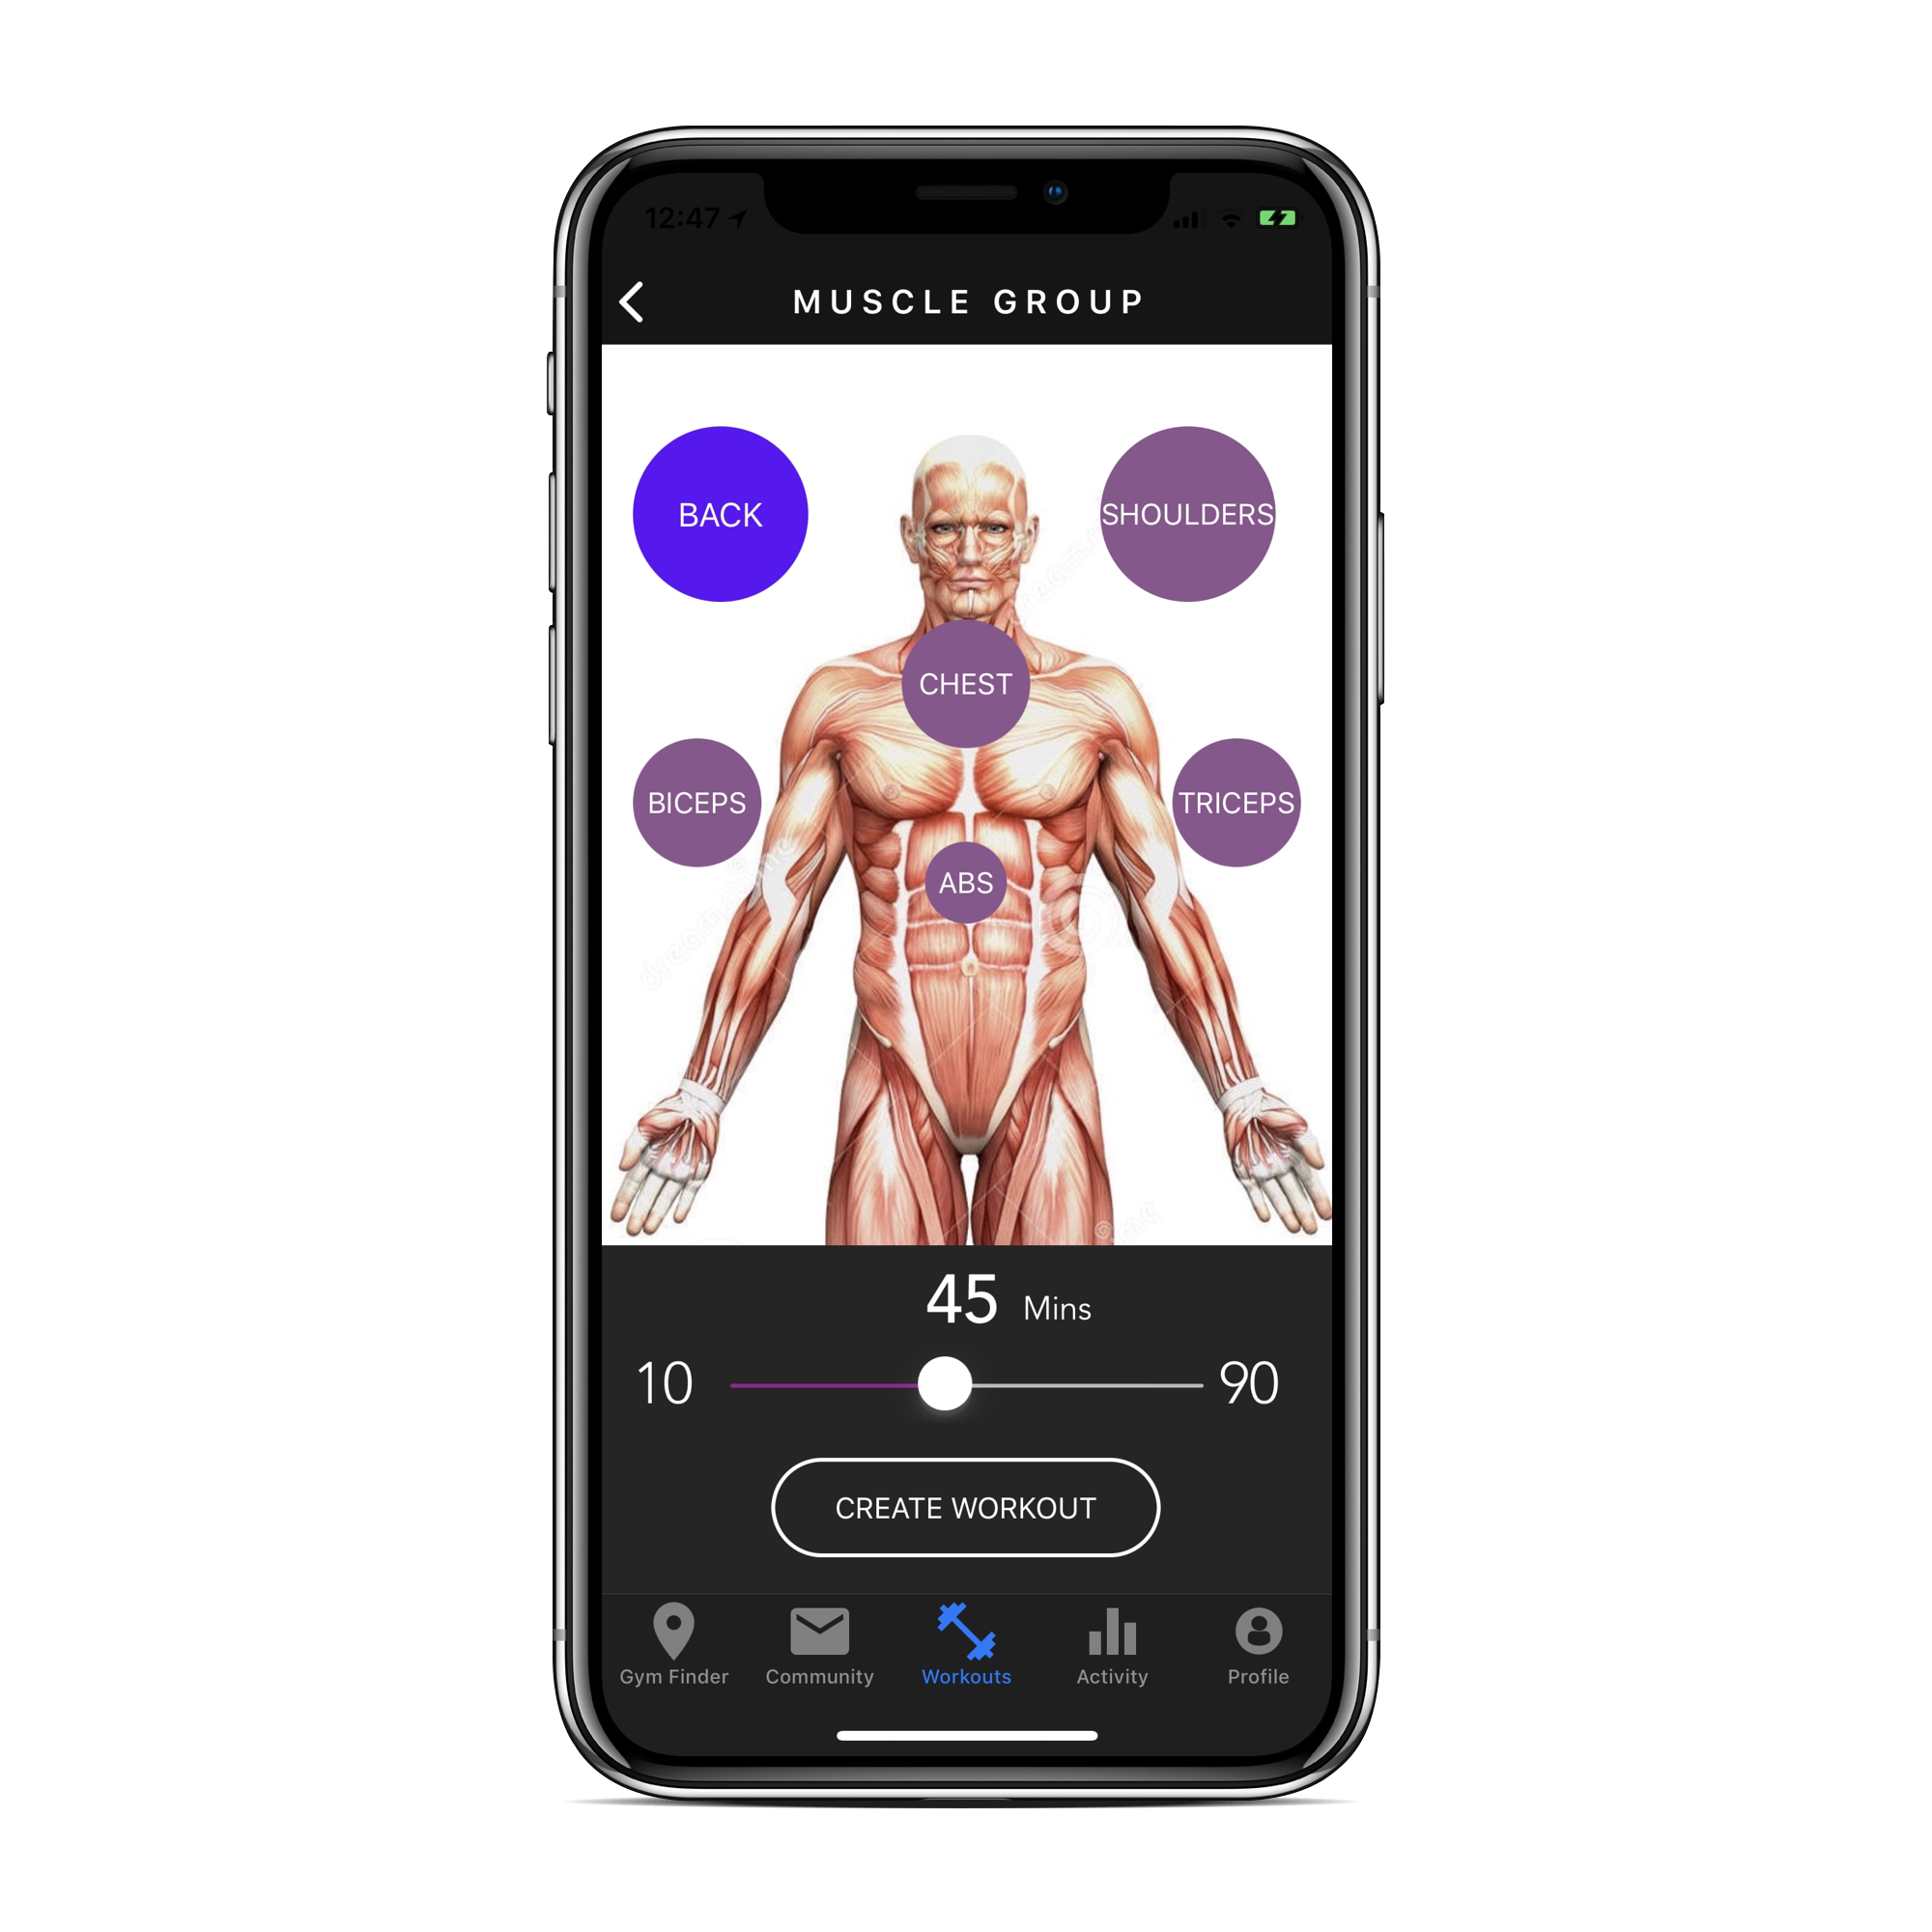 12:47
MUSCLE GROUP
BACK
SHOULDERS
CHEST
BICEPS
TRICEPS
ABS
45 Mins
10
90
CREATE WORKOUT
Gym Finder
Community
Workouts
Activity
Profile